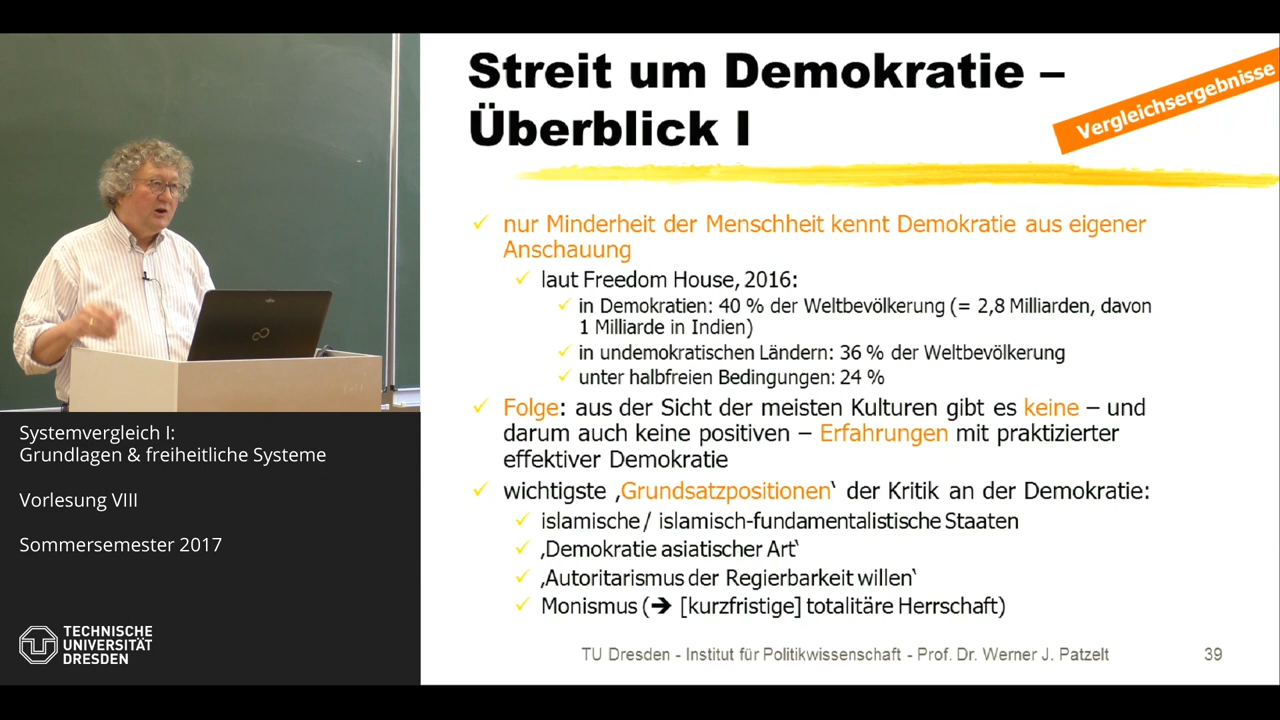 Streit um Demokratie –
Überblick I
Vergleichsergebnisse
nur Minderheit der Menschheit kennt Demokratie aus eigener
Anschauung
laut Freedom House, 2016:
in Demokratien: 40 % der Weltbevölkerung (= 2,8 Milliarden, davon
1 Milliarde in Indien)
in undemokratischen Ländern: 36 % der Weltbevölkerung
unter halbfreien Bedingungen: 24 %
Folge: aus der Sicht der meisten Kulturen gibt es keine – und
darum auch keine positiven – Erfahrungen mit praktizierter
effektiver Demokratie
wichtigste ‚Grundsatzpositionen‛ der Kritik an der Demokratie:
islamische / islamisch-fundamentalistische Staaten
‚Demokratie asiatischer Art‛
‚Autoritarismus der Regierbarkeit willen‛
Monismus (➔ [kurzfristige] totalitäre Herrschaft)
TU Dresden - Institut für Politikwissenschaft - Prof. Dr. Werner J. Patzelt
39
Systemvergleich I:
Grundlagen & freiheitliche Systeme
Vorlesung VIII
Sommersemester 2017
TECHNISCHE
UNIVERSITÄT
DRESDEN